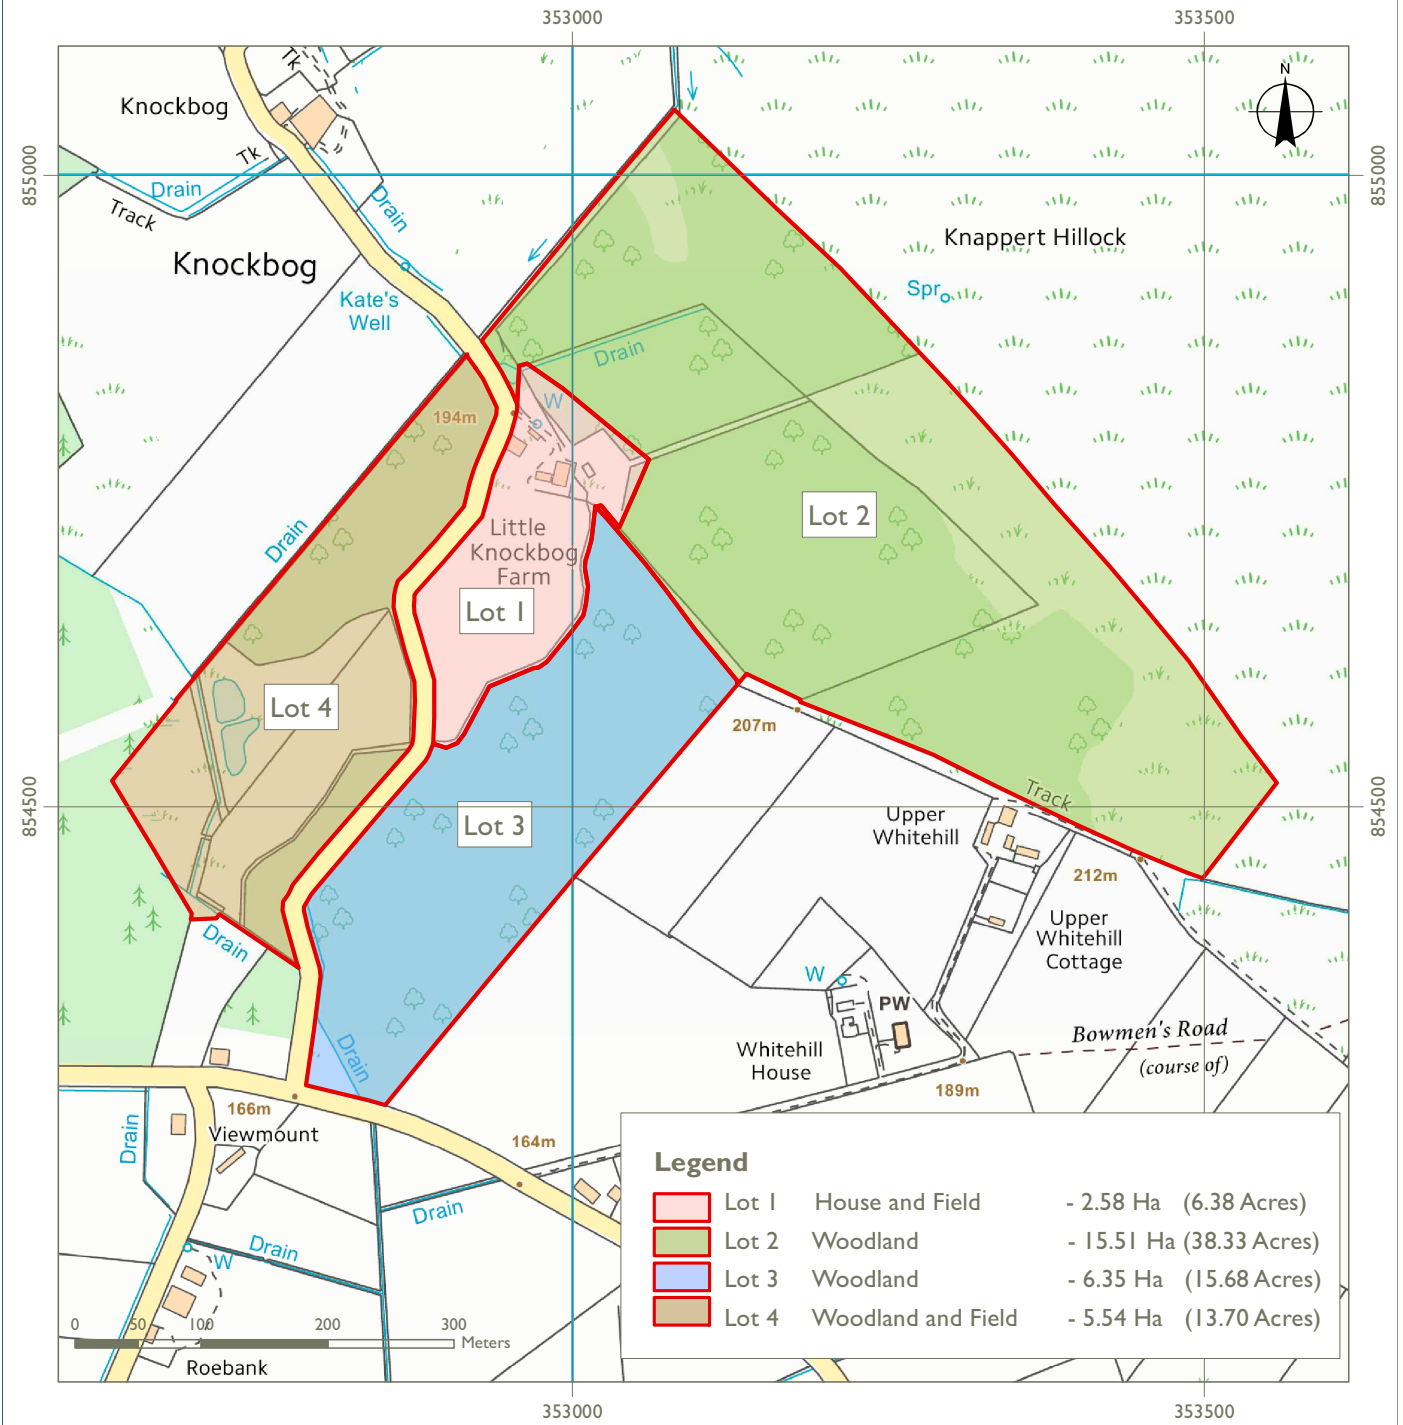 353000
353500
N
Tk
Knockbog
855000
855000
Tk
Drain
Drain
Track
Knappert Hillock
Knockbog
Spr
Kate's
Well
Drain
W
194m
Lot 2
Little
Knockbog
Farm
Drain
Lot 1
Lot 4
207m
Track
854500
854500
Upper
Whitehill
Lot 3
212m
Upper
Whitehill
Cottage
Drain
W
PW
Bowmen's Road
(course of)
Drain
Whitehill
House
189m
166m
Viewmount
Drain
164m
Drain
Drain
W
Legend
Lot 1 House and Field - 2.58 Ha (6.38 Acres)
Lot 2 Woodland - 15.51 Ha (38.33 Acres)
Lot 3 Woodland - 6.35 Ha (15.68 Acres)
Lot 4 Woodland and Field - 5.54 Ha (13.70 Acres)
0 50 100 200 300
Meters
Roebank
353000
353500